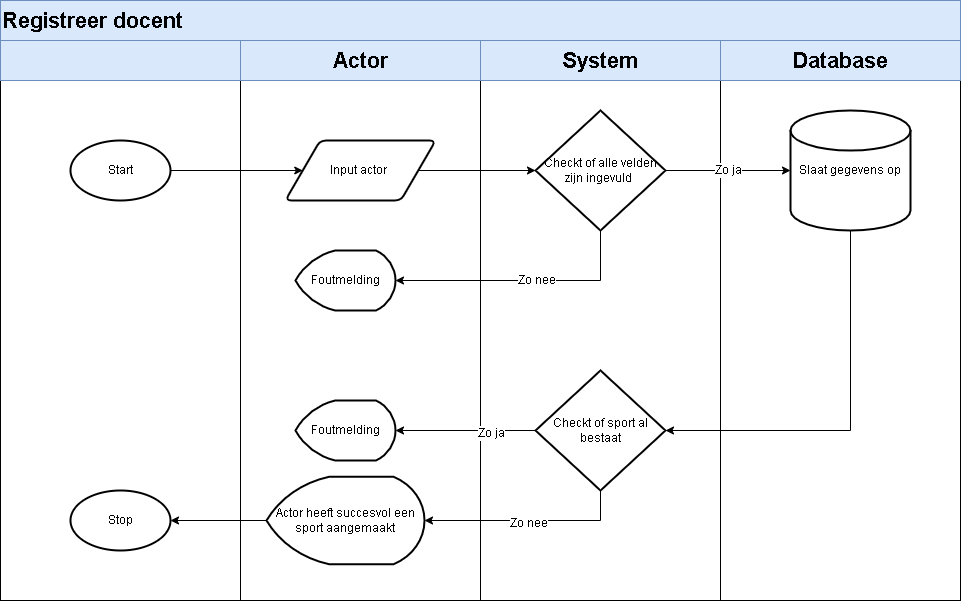 Registreer docent
Actor
System
Database
Start
Input actor
Checkt of alle velden
zijn ingevuld
Zo ja
Slaat gegevens op
Foutmelding
Zo nee
Foutmelding
Zo ja
Checkt of sport al
bestaat
Stop
Actor heeft succesvol een
sport aangemaakt
Zo nee